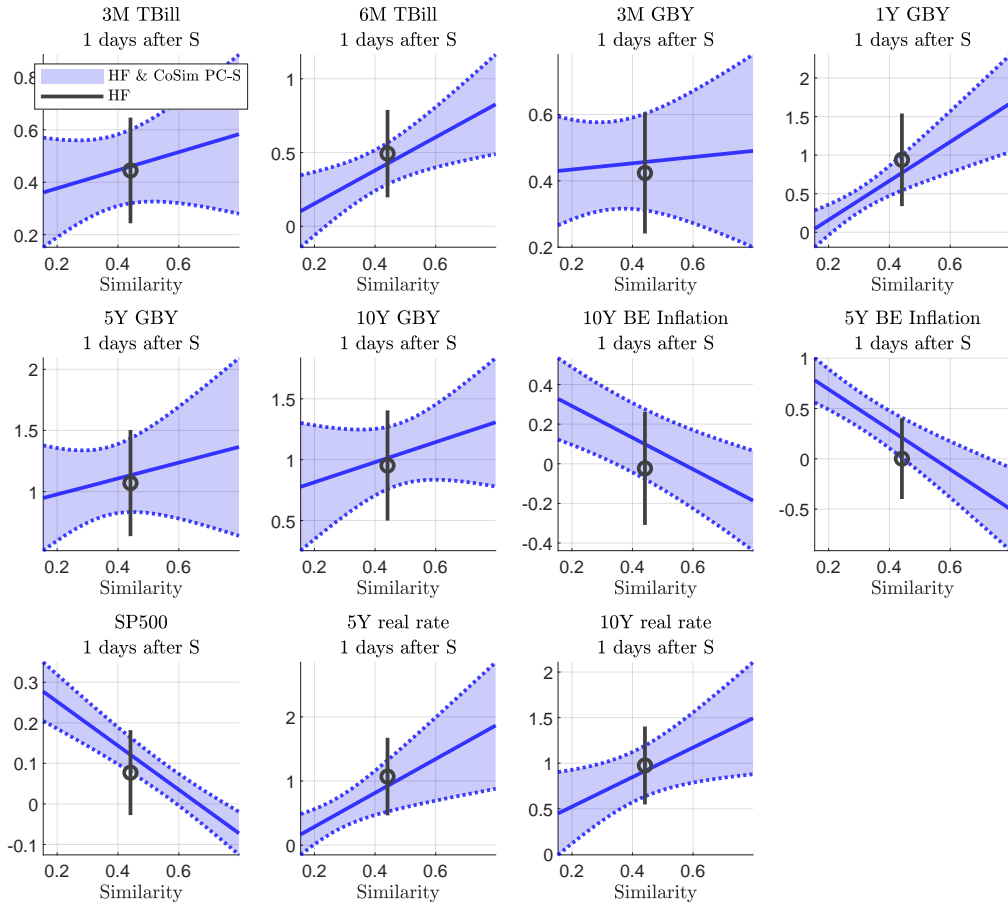 3M TBill
1 days after S
0.8
0.6
0.4
0.2
HF & CoSim PC-S
HF
0.2 0.4 0.6
Similarity
6M TBill
1 days after S
1
0.5
0
0.2 0.4 0.6
Similarity
3M GBY
1 days after S
0.6
0.4
0.2
0.2 0.4 0.6
Similarity
1Y GBY
1 days after S
2
1.5
1
0.5
0
0.2 0.4 0.6
Similarity
5Y GBY
1 days after S
2
1.5
1
0.2 0.4 0.6
Similarity
10Y GBY
1 days after S
1.5
1
0.5
0.2 0.4 0.6
Similarity
10Y BE Inflation
1 days after S
0.4
0.2
0
-0.2
-0.4
0.2 0.4 0.6
Similarity
5Y BE Inflation
1 days after S
1
0.5
0
-0.5
0.2 0.4 0.6
Similarity
SP500
1 days after S
0.3
0.2
0.1
0
-0.1
0.2 0.4 0.6
Similarity
5Y real rate
1 days after S
2
1
0
0.2 0.4 0.6
Similarity
10Y real rate
1 days after S
2
1.5
1
0.5
0
0.2 0.4 0.6
Similarity